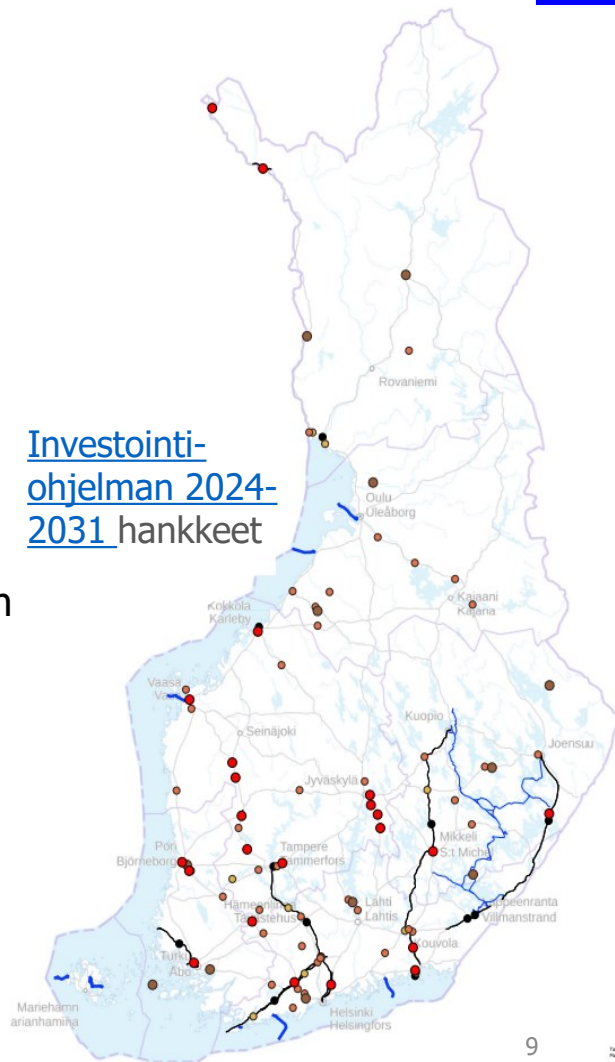 Rovaniemi
Investointi-
ohjelman 2024-
2031 hankkeet
Oulu
Uleåborg
Kajaani
Kajana
n
Kokkola
Karleby
Vaasa
Kuopio
Joensuu
Seinäjoki
Jyväskylä
Mikkeli
S:t Michel
Pori
Björneborg
Tampere
Tammerfors
Lahti
Lahtis
Hämeenlinna
Tavastehus
Lappeenranta
Villmanstrand
Kouvola
Turku
Åbo
Mariehamn
arianhamina
Helsinki
Helsingfors
9